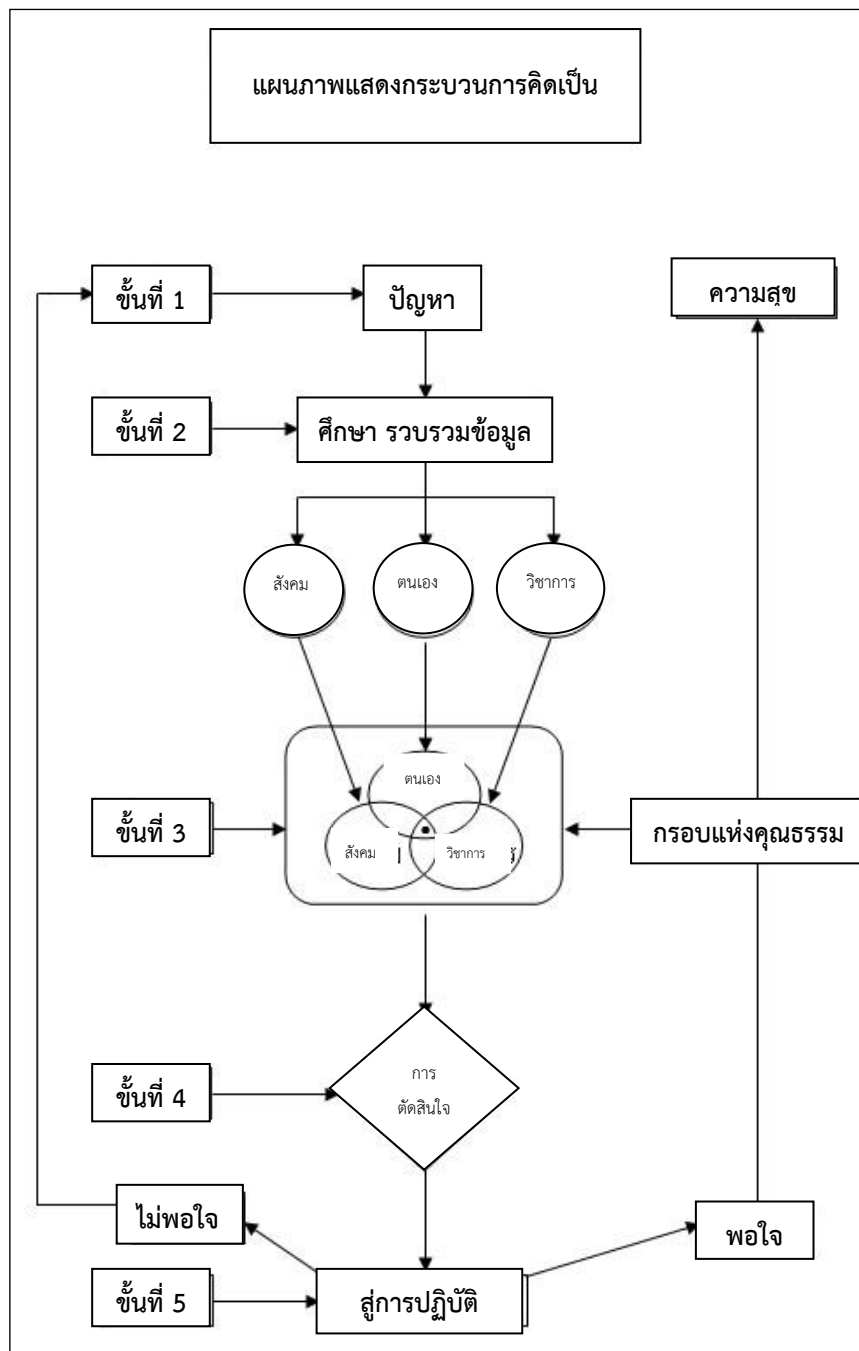 แผนภาพแสดงกระบวนการคิดเป็น
ขั้นที่ 1
ปัญหา
ความสุข
ขั้นที่ 2
ศึกษา รวบรวมข้อมูล
สังคม
ตนเอง
วิชาการ
ตนเอง
ขั้นที่ 3
สังคม
วิชาการ
กรอบแห่งคุณธรรม
การ
ตัดสินใจ
ขั้นที่ 4
ไม่พอใจ
พอใจ
ขั้นที่ 5
สู่การปฏิบัติ